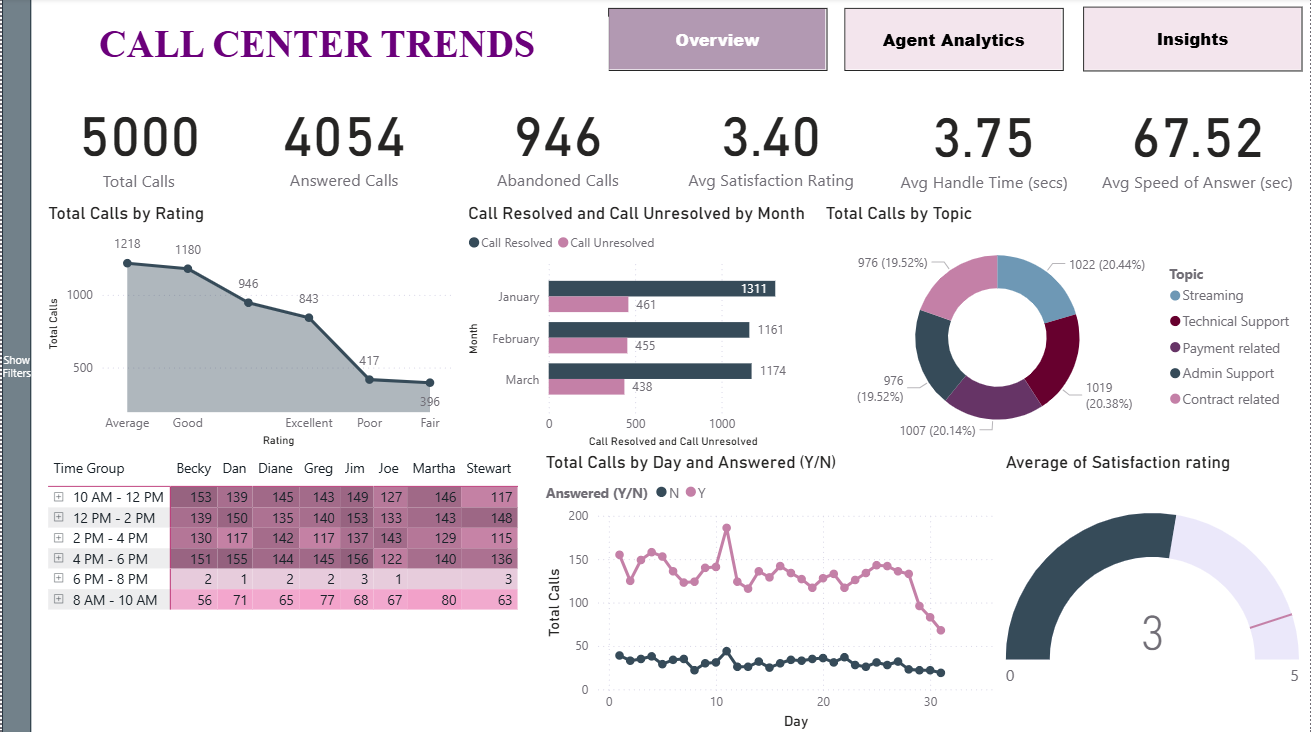 CALL CENTER TRENDS
Overview
Agent Analytics
Insights
5000
Total Calls
4054
Answered Calls
946
Abandoned Calls
3.40
Avg Satisfaction Rating
3.75
Avg Handle Time (secs)
67.52
Avg Speed of Answer (sec)
Show
Filters
Total Calls by Rating
Total Calls
1000
500
1218
1180
946
843
417
396
Average Good Excellent Poor Fair
Rating
Call Resolved and Call Unresolved by Month
Call Resolved Call Unresolved
Month
January 1311
461
February 1161
455
March 1174
438
0 500 1000
Call Resolved and Call Unresolved
Total Calls by Topic
976 (19.52%)
1022 (20.44%)
976
(19.52%)
1019
(20.38%)
1007 (20.14%)
Topic
Streaming
Technical Support
Payment related
Admin Support
Contract related
Time Group Becky Dan Diane Greg Jim Joe Martha Stewart
10 AM - 12 PM 153 139 145 143 149 127 146 117
12 PM - 2 PM 139 150 135 140 153 133 143 148
2 PM - 4 PM 130 117 142 117 137 143 129 115
4 PM - 6 PM 151 155 144 145 156 122 140 136
6 PM - 8 PM 2 1 2 2 3 1 3
8 AM - 10 AM 56 71 65 77 68 67 80 63
Total Calls by Day and Answered (Y/N)
Answered (Y/N) N Y
Total Calls
200
150
100
50
0
0 10 20 30
Day
Average of Satisfaction rating
3
0
5